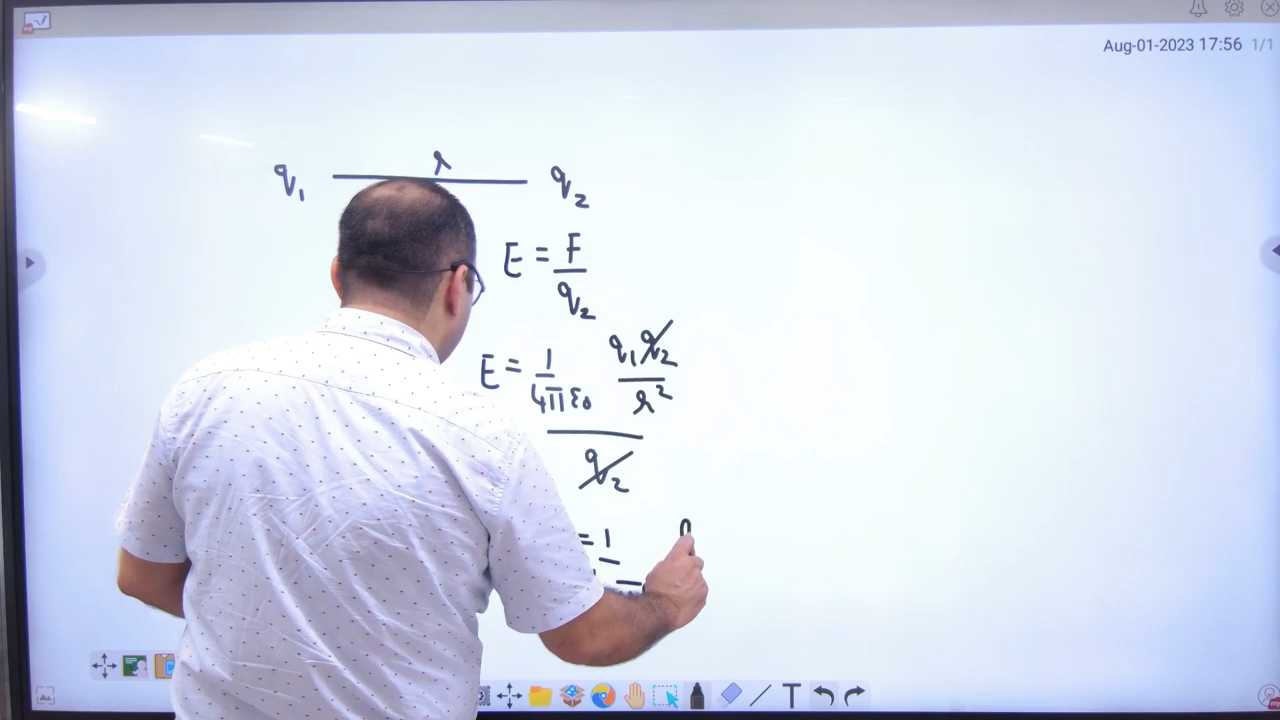 Aug-01-2023 17:56 1/1
q₁ r q₂
E = F/q₂
E = 1/4πε₀ q₁q₂/r²
q₂
= 1
T